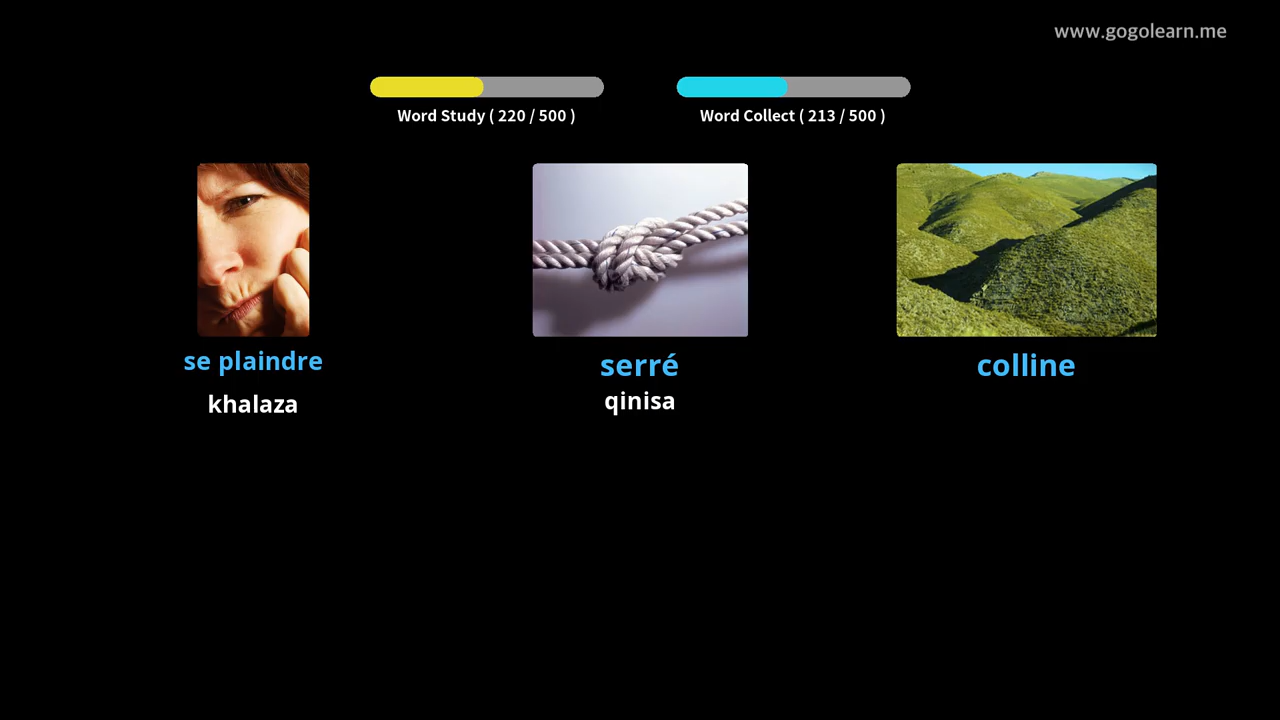 www.gogolearn.me
Word Study ( 220 / 500 )
Word Collect ( 213 / 500 )
se plaindre
khalaza
serré
qinisa
colline